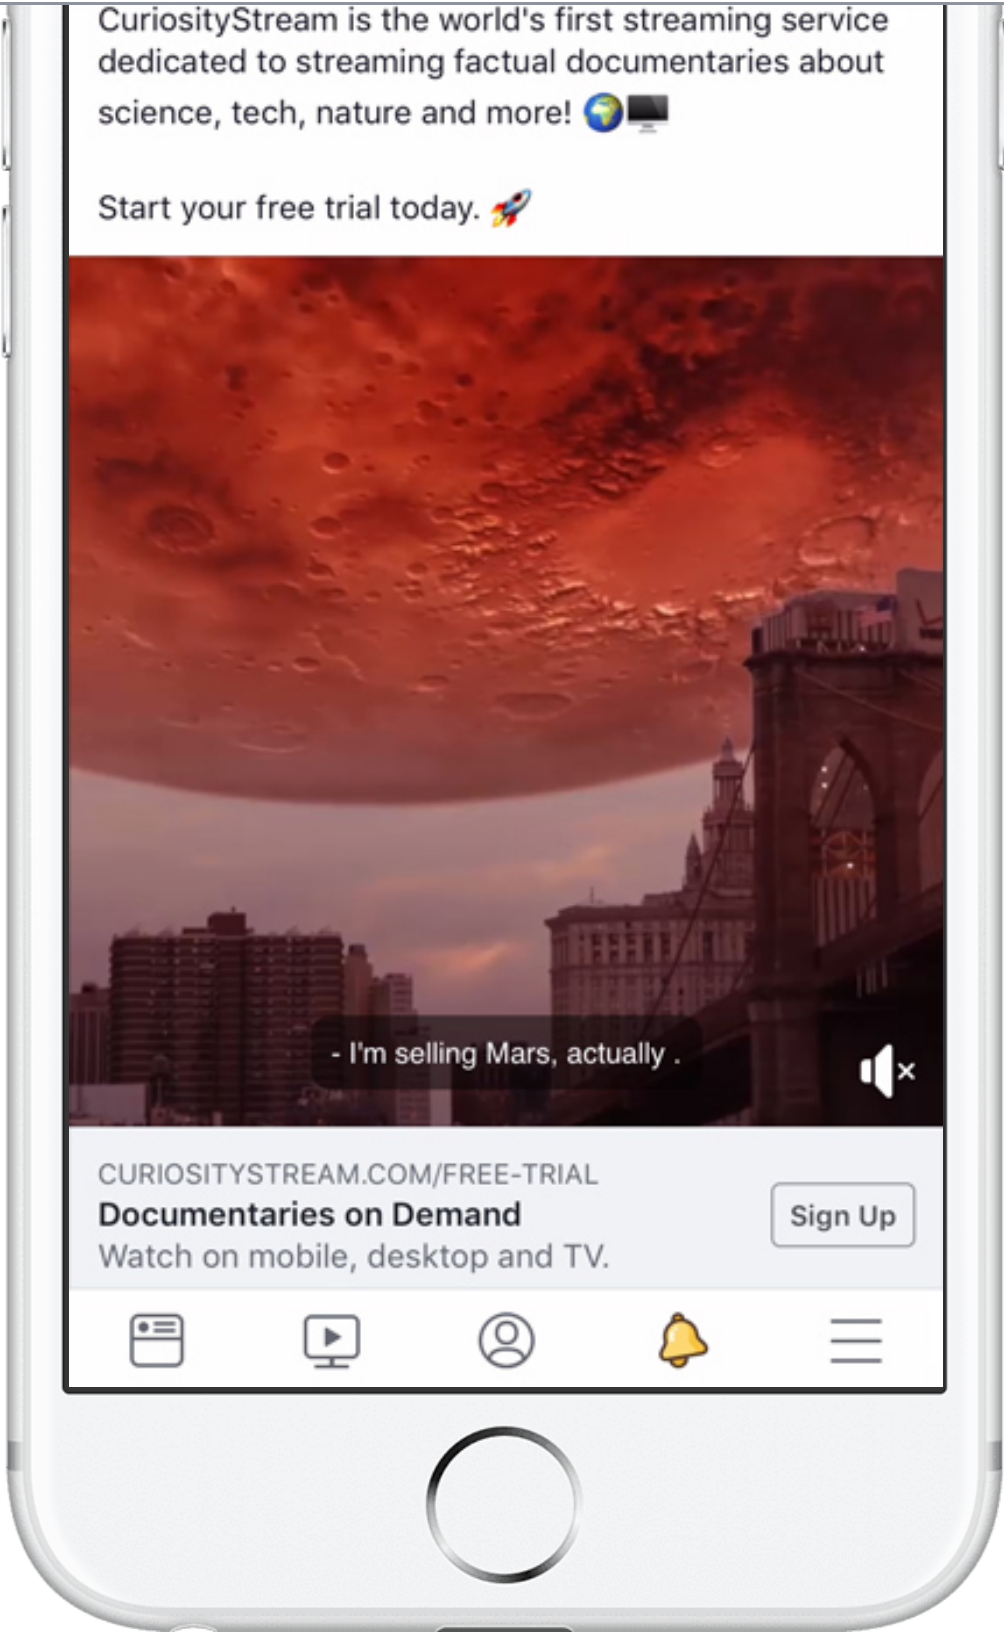 CuriosityStream is the world's first streaming service
dedicated to streaming factual documentaries about
science, tech, nature and more! 🌍🖥️
Start your free trial today. 🚀
- I'm selling Mars, actually .
CURIOSITYSTREAM.COM/FREE-TRIAL
Documentaries on Demand
Sign Up
Watch on mobile, desktop and TV.